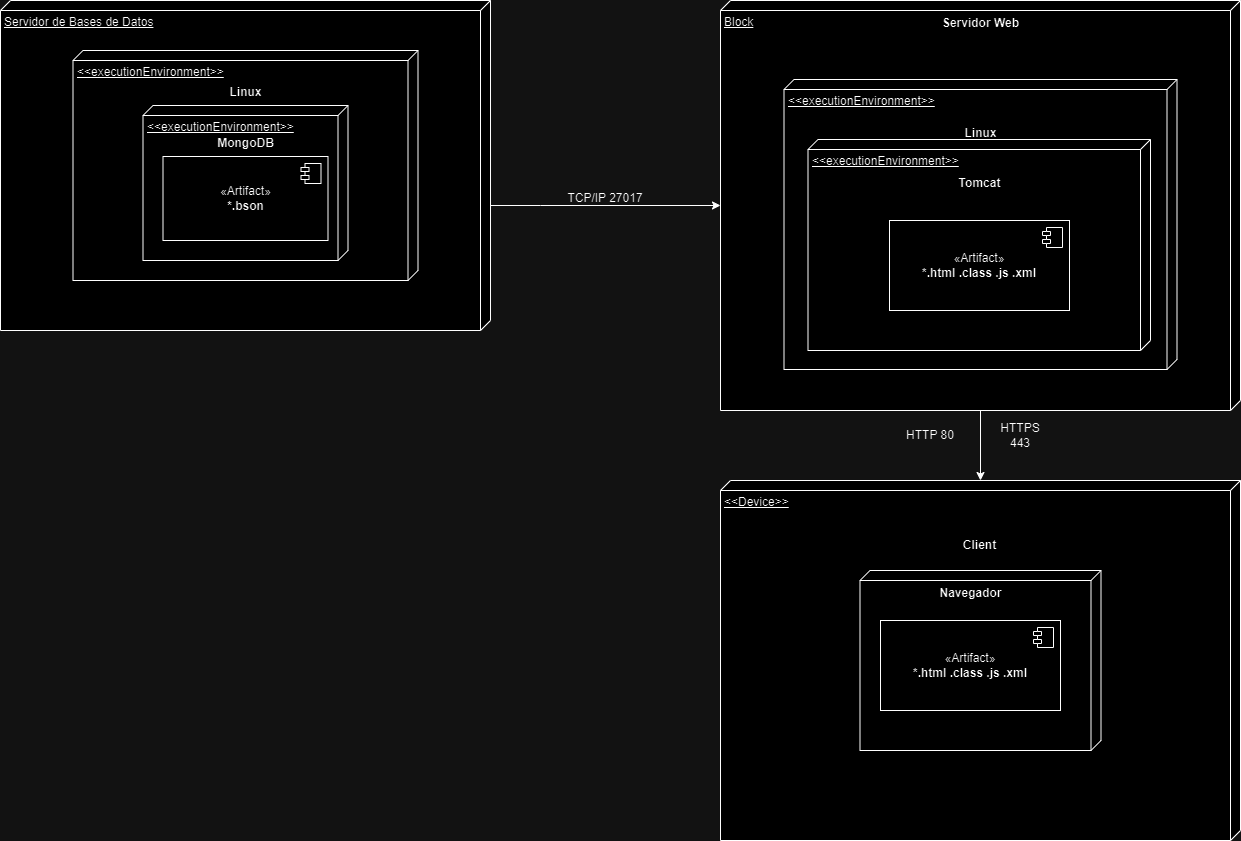 Servidor de Bases de Datos
<<executionEnvironment>>
Linux
<<executionEnvironment>>
MongoDB
«Artifact»
*.bson
TCP/IP 27017
Block
Servidor Web
<<executionEnvironment>>
Linux
<<executionEnvironment>>
Tomcat
«Artifact»
*.html .class .js .xml
HTTP 80
HTTPS
443
<<Device>>
Client
Navegador
«Artifact»
*.html .class .js .xml